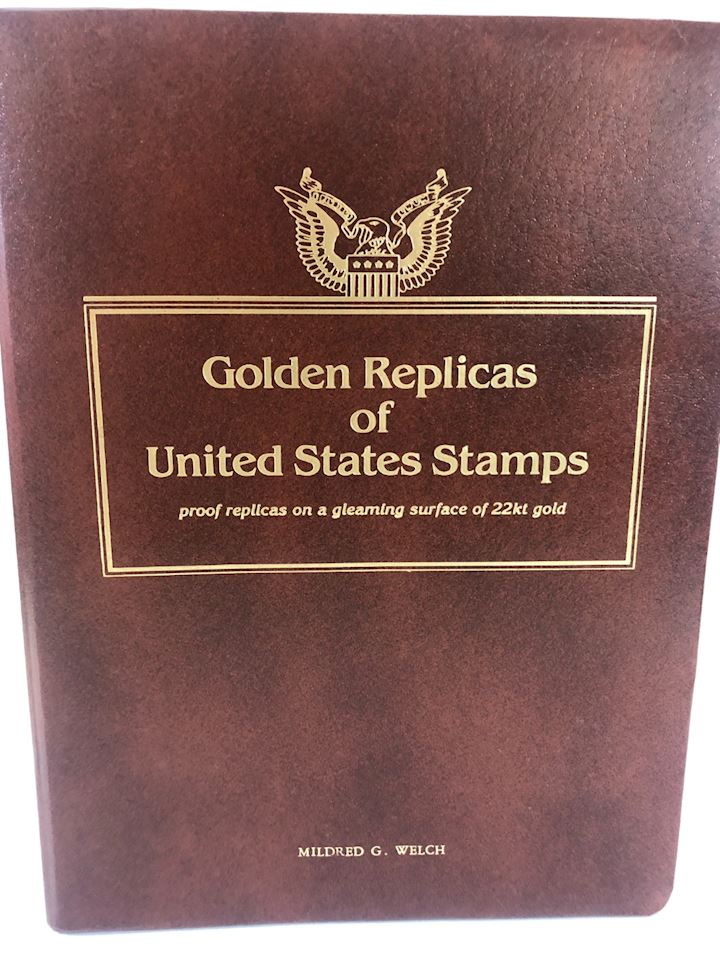 Golden Replicas
of
United States Stamps
proof replicas on a gleaming surface of 22kt gold
MILDRED G. WELCH